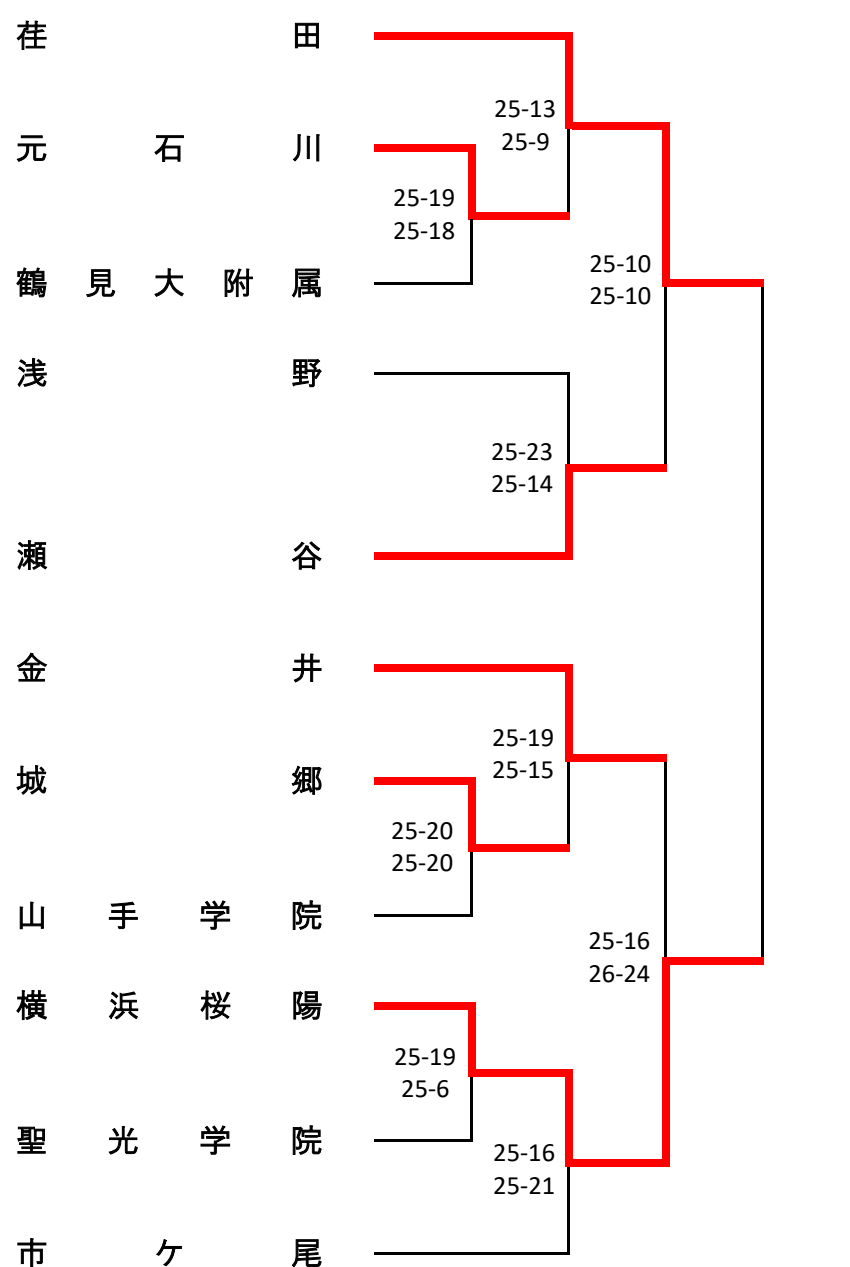 荏田
25-13
25-9
元石川
25-19
25-18
鶴見大附属
25-10
25-10
浅野
25-23
25-14
瀬谷
金井
25-19
25-15
城郷
25-20
25-20
山手学院
25-16
26-24
横浜桜陽
25-19
25-6
聖光学院
25-16
25-21
市ケ尾